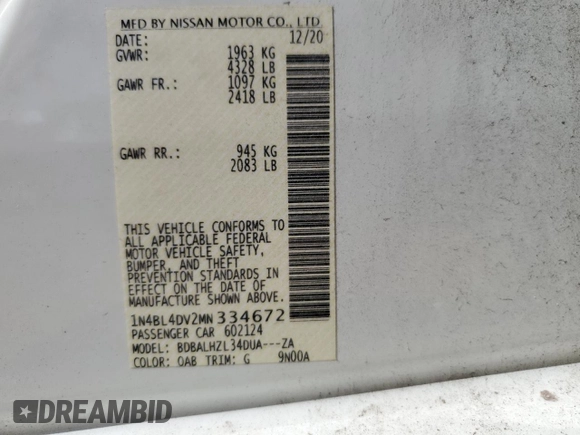 MFD BY NISSAN MOTOR CO., LTD
DATE: 12/20
GVWR: 1963 KG
4328 LB
GAWR FR.: 1097 KG
2418 LB
GAWR RR.: 945 KG
2083 LB
THIS VEHICLE CONFORMS TO
ALL APPLICABLE FEDERAL
MOTOR VEHICLE SAFETY,
BUMPER, AND THEFT
PREVENTION STANDARDS IN
EFFECT ON THE DATE OF
MANUFACTURE SHOWN ABOVE.
1N4BL4DV2MN334672
PASSENGER CAR 602124
MODEL: BDBALHZL34DUA---ZA
COLOR: QAB TRIM: G 9N00A
DREAMBID